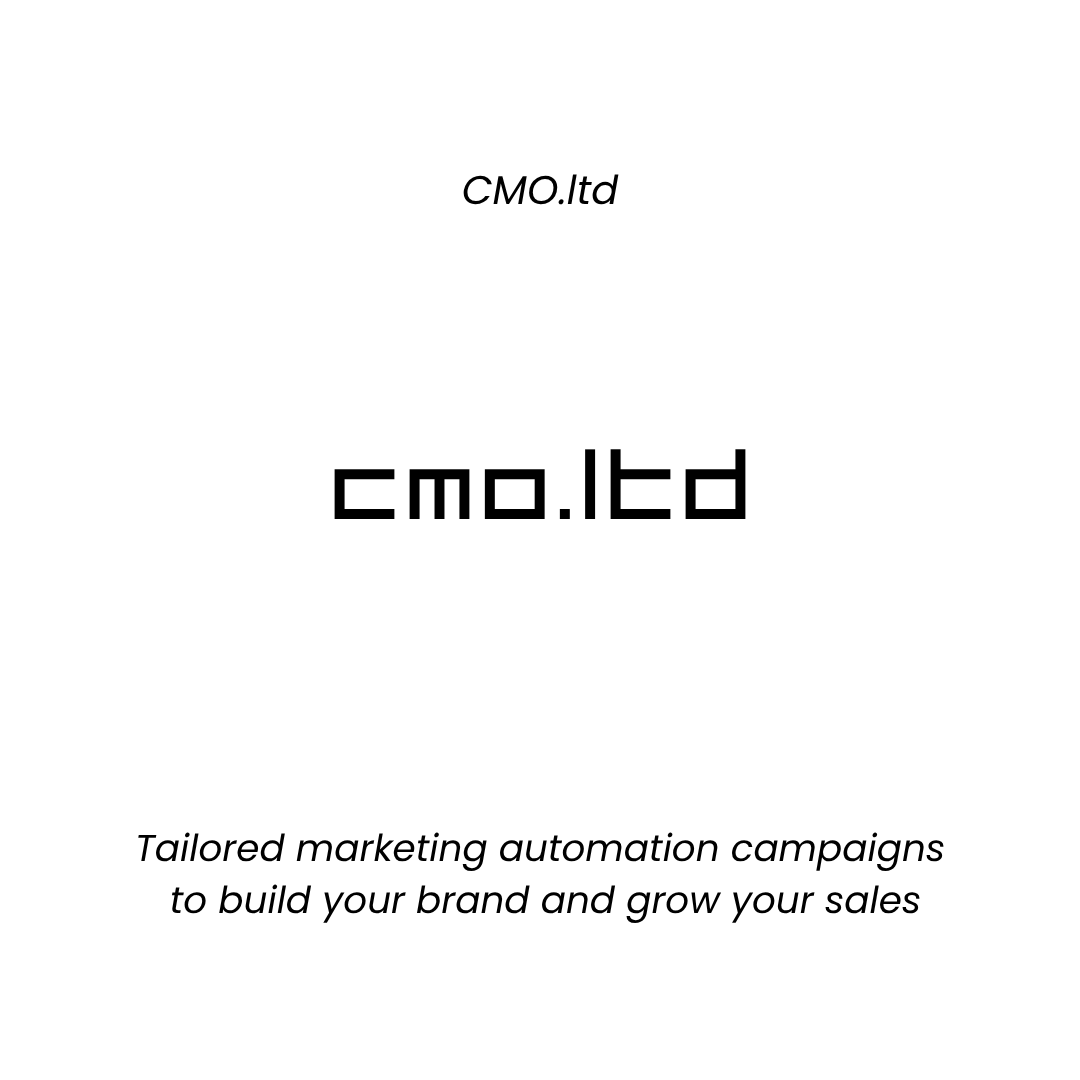 CMO.ltd
cmo.ltd
Tailored marketing automation campaigns
to build your brand and grow your sales